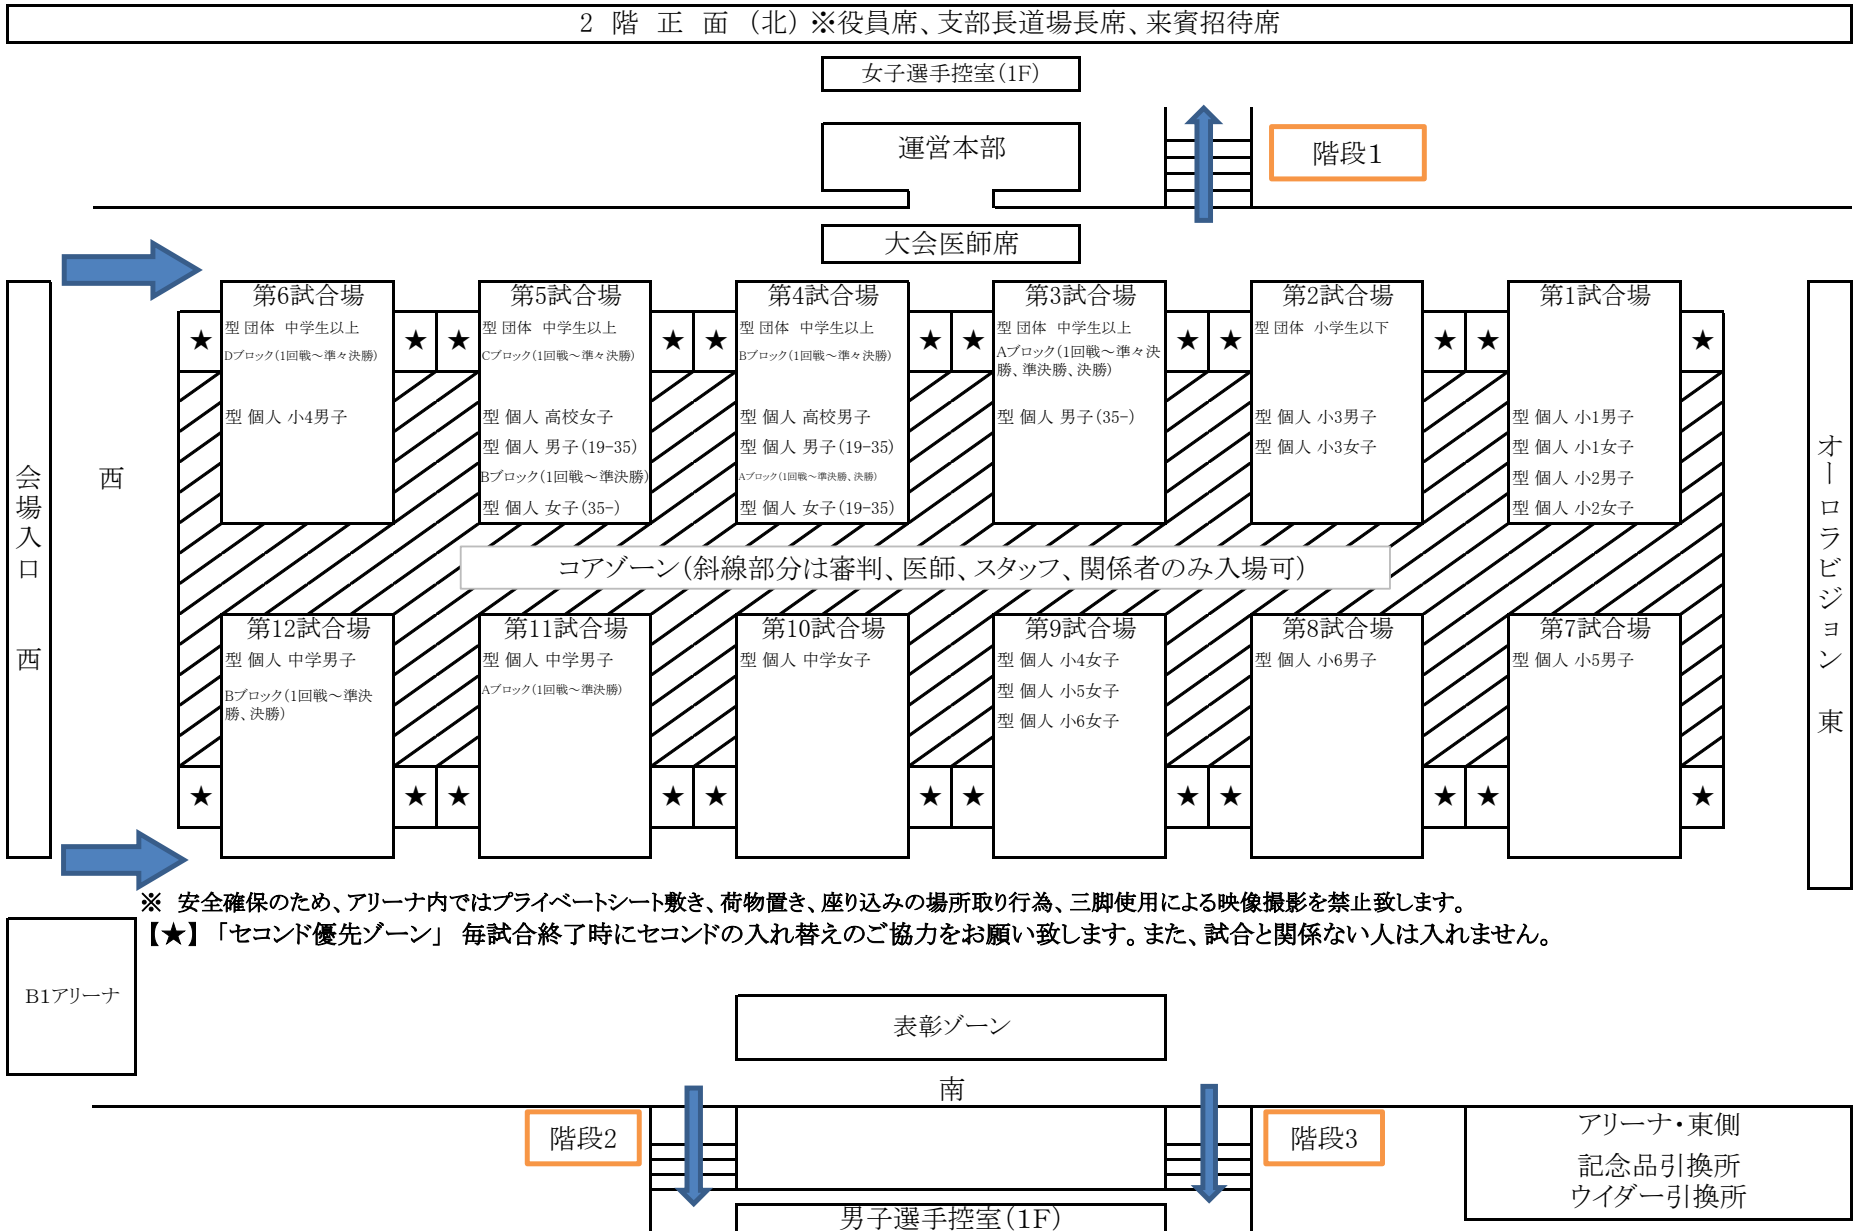 2 階 正 面 （北）※役員席、支部長道場長席、来賓招待席
女子選手控室（1F）
運営本部
階段１
大会医師席
会場入口 西
西
第6試合場
型 団体 中学生以上
Dブロック（1回戦～準々決勝）
型 個人 小4男子
第5試合場
型 団体 中学生以上
Cブロック（1回戦～準々決勝）
型 個人 高校女子
型 個人 男子（19-35）
Bブロック（1回戦～準決勝）
型 個人 女子（35-）
第4試合場
型 団体 中学生以上
Bブロック（1回戦～準々決勝）
型 個人 高校男子
型 個人 男子（19-35）
Aブロック（1回戦～準決勝、決勝）
型 個人 女子（19-35）
第3試合場
型 団体 中学生以上
Aブロック（1回戦～準々決
勝、準決勝、決勝）
型 個人 男子（35-）
第2試合場
型 団体 小学生以下
型 個人 小3男子
型 個人 小3女子
第1試合場
型 個人 小1男子
型 個人 小1女子
型 個人 小2男子
型 個人 小2女子
★ ★ ★ ★ ★ ★ ★ ★ ★ ★ ★ ★
オーロラビジョン 東
コアゾーン（斜線部分は審判、医師、スタッフ、関係者のみ入場可）
第12試合場
型 個人 中学男子
Bブロック（1回戦～準決
勝、決勝）
第11試合場
型 個人 中学男子
Aブロック（1回戦～準決勝）
第10試合場
型 個人 中学女子
第9試合場
型 個人 小4女子
型 個人 小5女子
型 個人 小6女子
第8試合場
型 個人 小6男子
第7試合場
型 個人 小5男子
★ ★ ★ ★ ★ ★ ★ ★ ★ ★ ★ ★
※ 安全確保のため、アリーナ内ではプライベートシート敷き、荷物置き、座り込みの場所取り行為、三脚使用による映像撮影を禁止致します。
【★】「セコンド優先ゾーン」 毎試合終了時にセコンドの入れ替えのご協力をお願い致します。また、試合と関係ない人は入れません。
B1アリーナ
表彰ゾーン
南
階段2
階段3
アリーナ・東側
記念品引換所
ウイダー引換所
男子選手控室（1F）